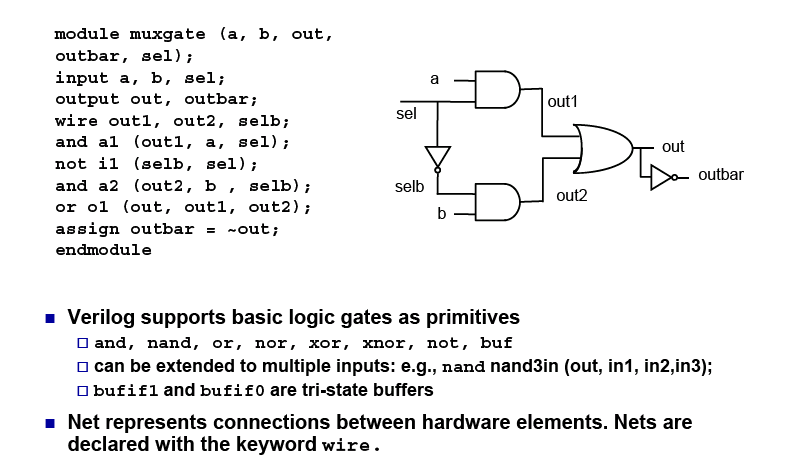 module muxgate (a, b, out,
outbar, sel);
input a, b, sel;
output out, outbar;
wire out1, out2, selb;
and a1 (out1, a, sel);
not i1 (selb, sel);
and a2 (out2, b , selb);
or o1 (out, out1, out2);
assign outbar = ~out;
endmodule
a
sel
out1
out
outbar
selb
out2
b
Verilog supports basic logic gates as primitives
and, nand, or, nor, xor, xnor, not, buf
can be extended to multiple inputs: e.g., nand nand3in (out, in1, in2,in3);
bufif1 and bufif0 are tri-state buffers
Net represents connections between hardware elements. Nets are
declared with the keyword wire.